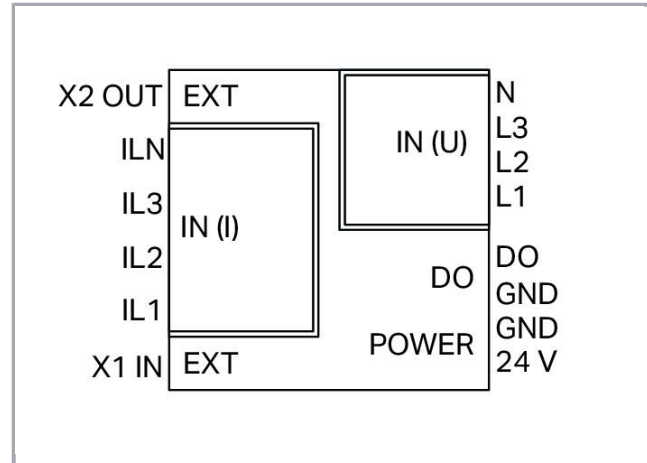 X2 OUT EXT
ILN
IL3
IN (I)
IL2
IL1
X1 IN EXT
IN (U)
N
L3
L2
L1
DO
DO
GND
POWER
GND
24 V